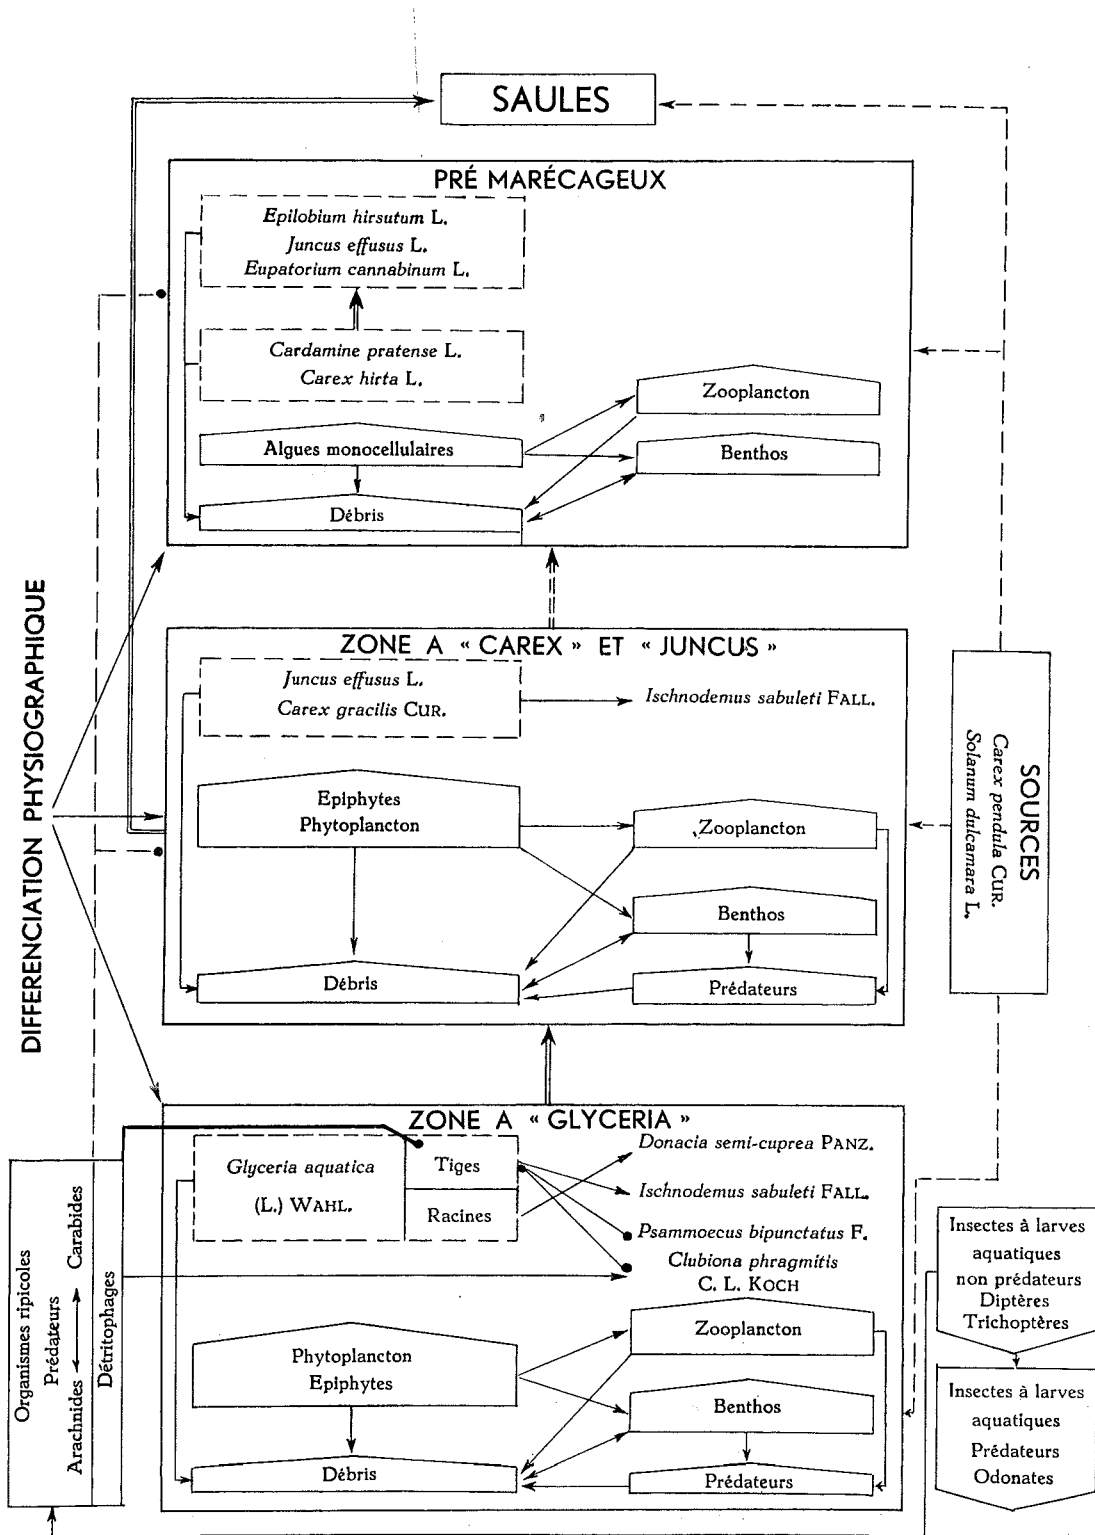 SAULES
PRÉ MARÉCAGEUX
Epilobium hirsutum L.
Juncus effusus L.
Eupatorium cannabinum L.
Cardamine pratense L.
Carex hirta L.
Zooplancton
Algues monocellulaires
Benthos
Débris
DIFFERENCIATION PHYSIOGRAPHIQUE
ZONE A « CAREX » ET « JUNCUS »
Juncus effusus L.
Carex gracilis CUR.
Ischnodemus sabuleti FALL.
Epiphytes
Phytoplancton
Zooplancton
Benthos
Débris
Prédateurs
SOURCES
Carex pendula CUR.
Solanum dulcamara L.
ZONE A « GLYCERIA »
Glyceria aquatica
(L.) WAHL.
Tiges
Racines
Donacia semi-cuprea PANZ.
Ischnodemus sabuleti FALL.
Psammoecus bipunctatus F.
Clubiona phragmitis
C. L. KOCH
Zooplancton
Phytoplancton
Epiphytes
Benthos
Débris
Prédateurs
Organismes ripicoles
Prédateurs
Arachnides Carabides
Détritophages
Insectes à larves
aquatiques
non prédateurs
Diptères
Trichoptères
Insectes à larves
aquatiques
Prédateurs
Odonates